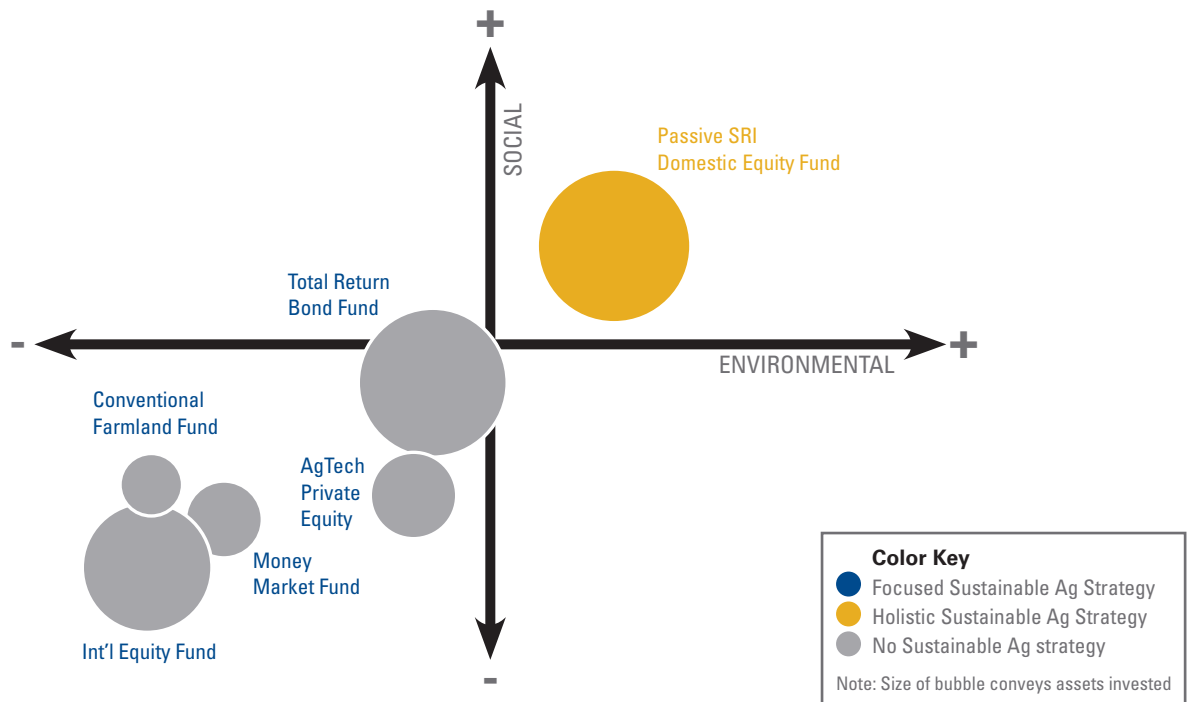 +
SOCIAL
Passive SRI
Domestic Equity Fund
Total Return
Bond Fund
-
+
ENVIRONMENTAL
Conventional
Farmland Fund
AgTech
Private
Equity
Money
Market Fund
Int'l Equity Fund
-
Color Key
Focused Sustainable Ag Strategy
Holistic Sustainable Ag Strategy
No Sustainable Ag strategy
Note: Size of bubble conveys assets invested